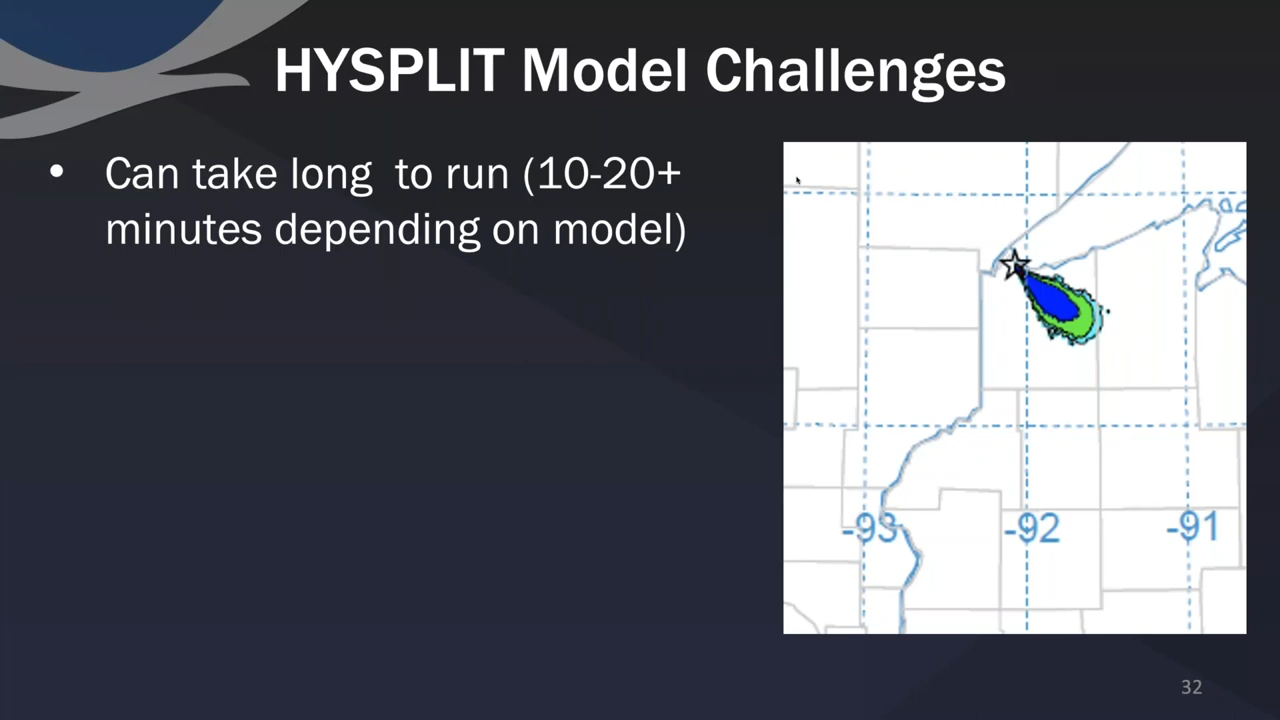 HYSPLIT Model Challenges
• Can take long  to run (10-20+
minutes depending on model)
-93
-92
-91
32